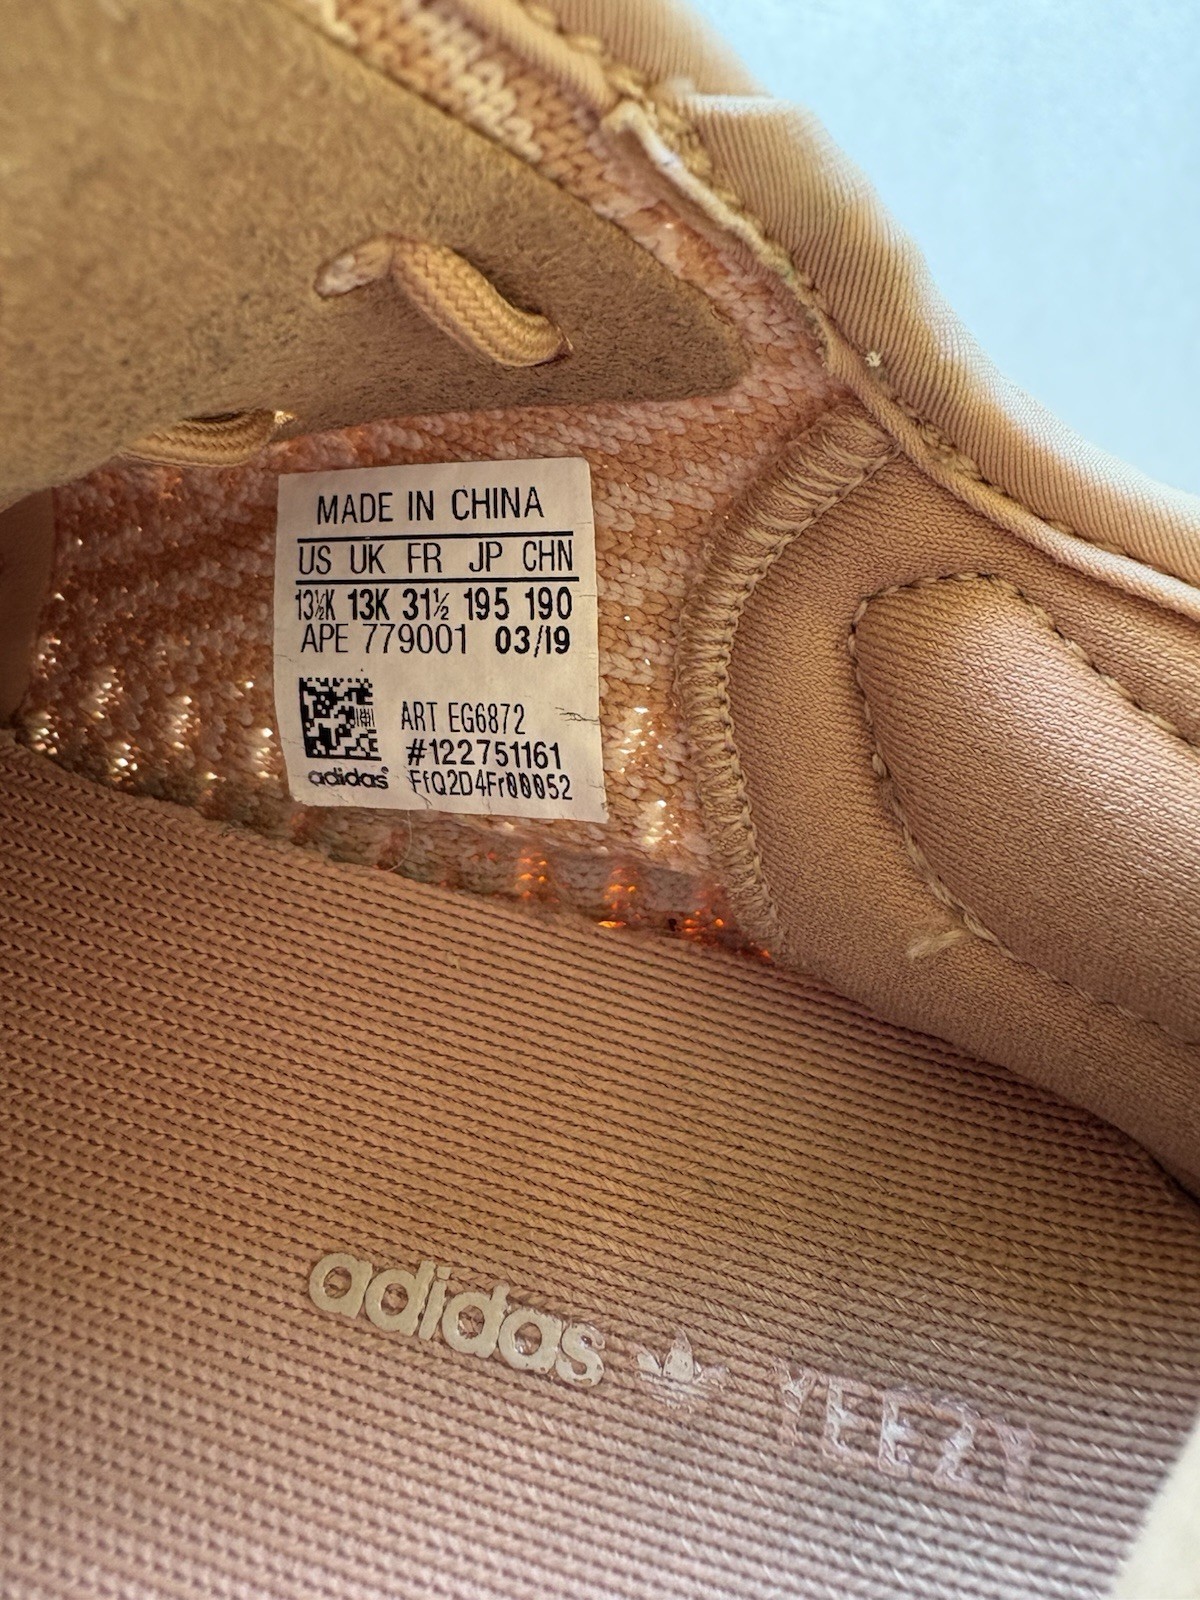 MADE IN CHINA
US UK FR JP CHN
13½K 13K 31½ 195 190
APE 779001 03/19
ART EG6872
#122751161
adidas® FfQ2D4Fr00052
adidas YEEZY